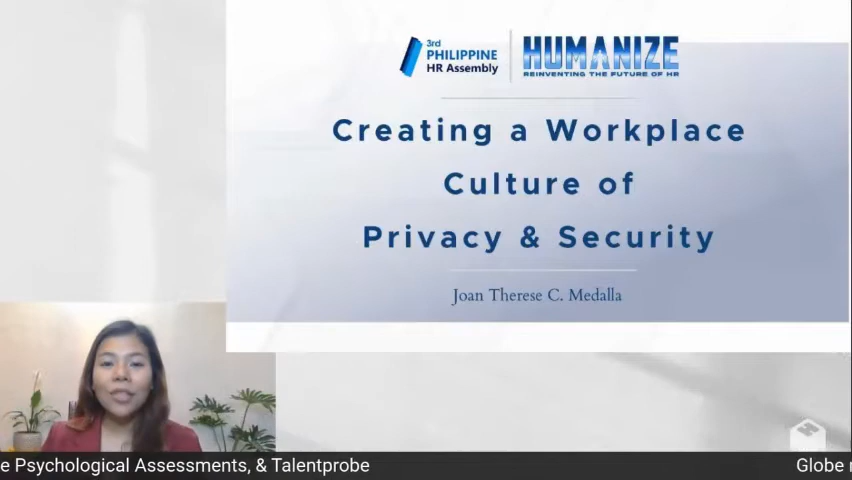 3rd
PHILIPPINE
HR Assembly
HUMANIZE
REINVENTING THE FUTURE OF HR
Creating a Workplace
Culture of
Privacy & Security
Joan Therese C. Medalla
e Psychological Assessments, & Talentprobe
Globe